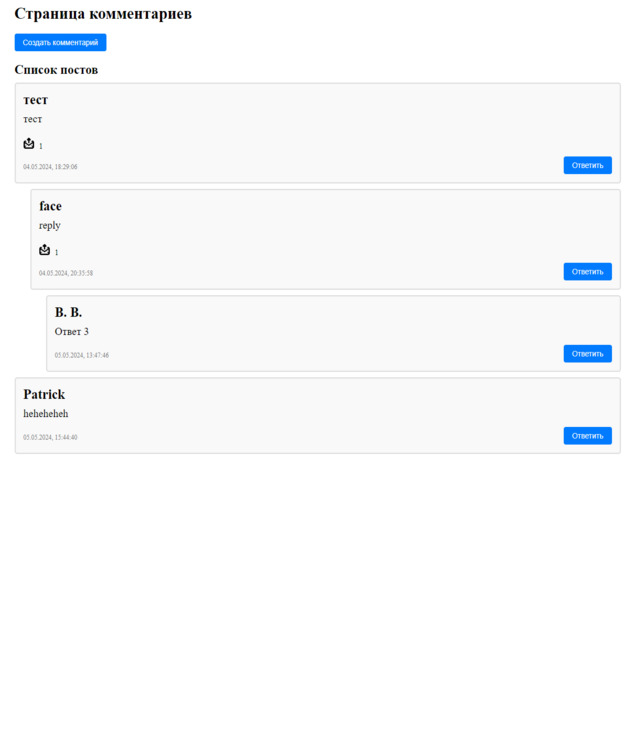 Страница комментариев
Создать комментарий
Список постов
тест
тест
1
04.05.2024, 18:29:06
Ответить
face
reply
1
04.05.2024, 20:35:58
Ответить
B. B.
Ответ 3
05.05.2024, 13:47:46
Ответить
Patrick
heheheheh
05.05.2024, 15:44:40
Ответить